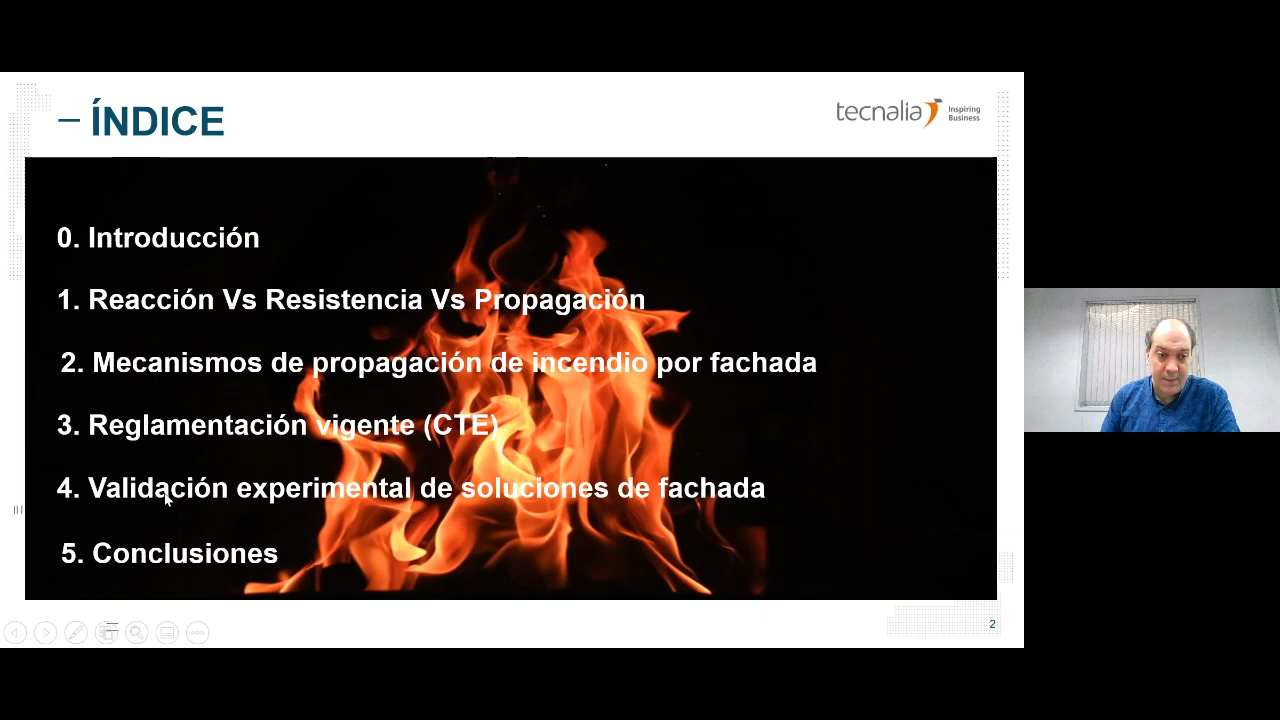 – ÍNDICE
tecnalia Inspiring
Business
0. Introducción
1. Reacción Vs Resistencia Vs Propagación
2. Mecanismos de propagación de incendio por fachada
3. Reglamentación vigente (CTE)
4. Validación experimental de soluciones de fachada
5. Conclusiones
2